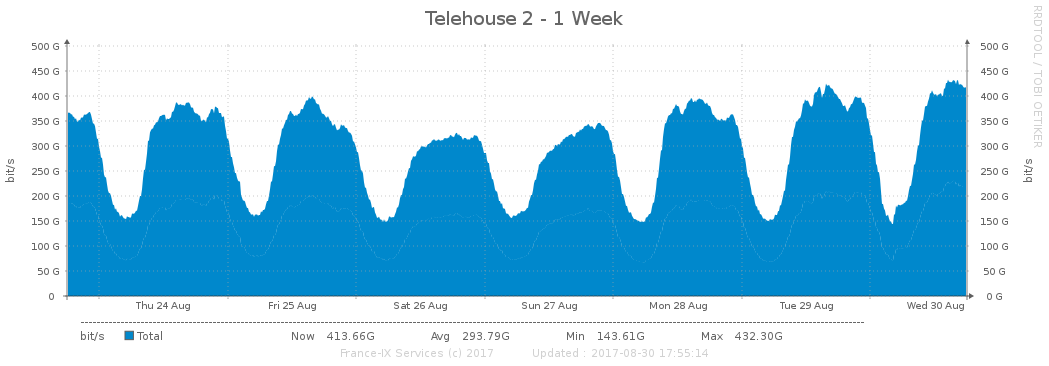 Telehouse 2 - 1 Week
RRDTOOL / TOBI OETIKER
500 G 500 G
450 G 450 G
400 G 400 G
350 G 350 G
300 G 300 G
250 G 250 G
200 G 200 G
150 G 150 G
100 G 100 G
50 G 50 G
0 0 G
bit/s bit/s
Thu 24 Aug Fri 25 Aug Sat 26 Aug Sun 27 Aug Mon 28 Aug Tue 29 Aug Wed 30 Aug
bit/s Total Now 413.66G Avg 293.79G Min 143.61G Max 432.30G
France-IX Services (c) 2017 Updated : 2017-08-30 17:55:14